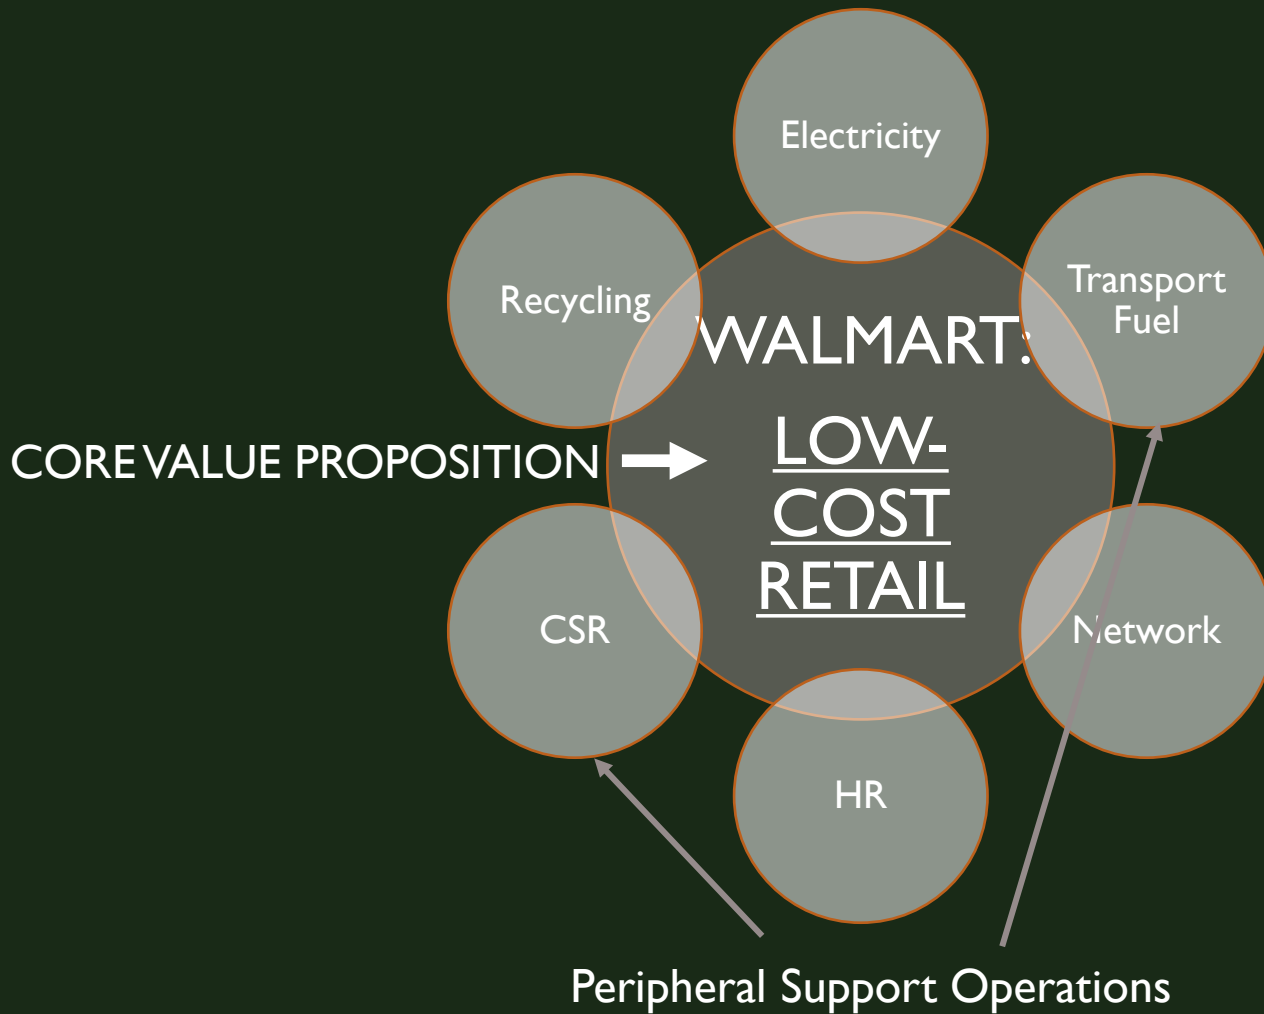 Electricity
Transport
Fuel
Recycling
WALMART:
LOW-
COST
RETAIL
CORE VALUE PROPOSITION
CSR
Network
HR
Peripheral Support Operations